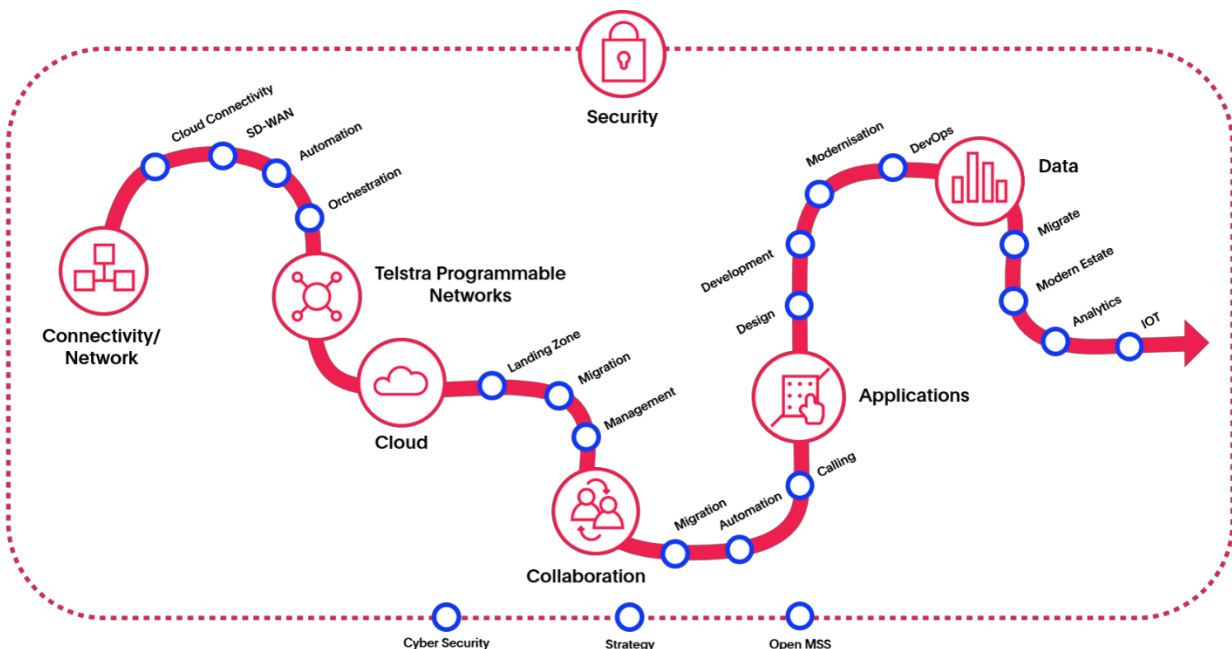 Security
Cloud Connectivity
SD-WAN
Automation
Orchestration
Connectivity/
Network
Telstra Programmable
Networks
Cloud
Landing Zone
Migration
Management
Collaboration
Migration
Automation
Calling
Applications
Design
Development
Modernisation
DevOps
Data
Migrate
Modern Estate
Analytics
IOT
Cyber Security
Strategy
Open MSS